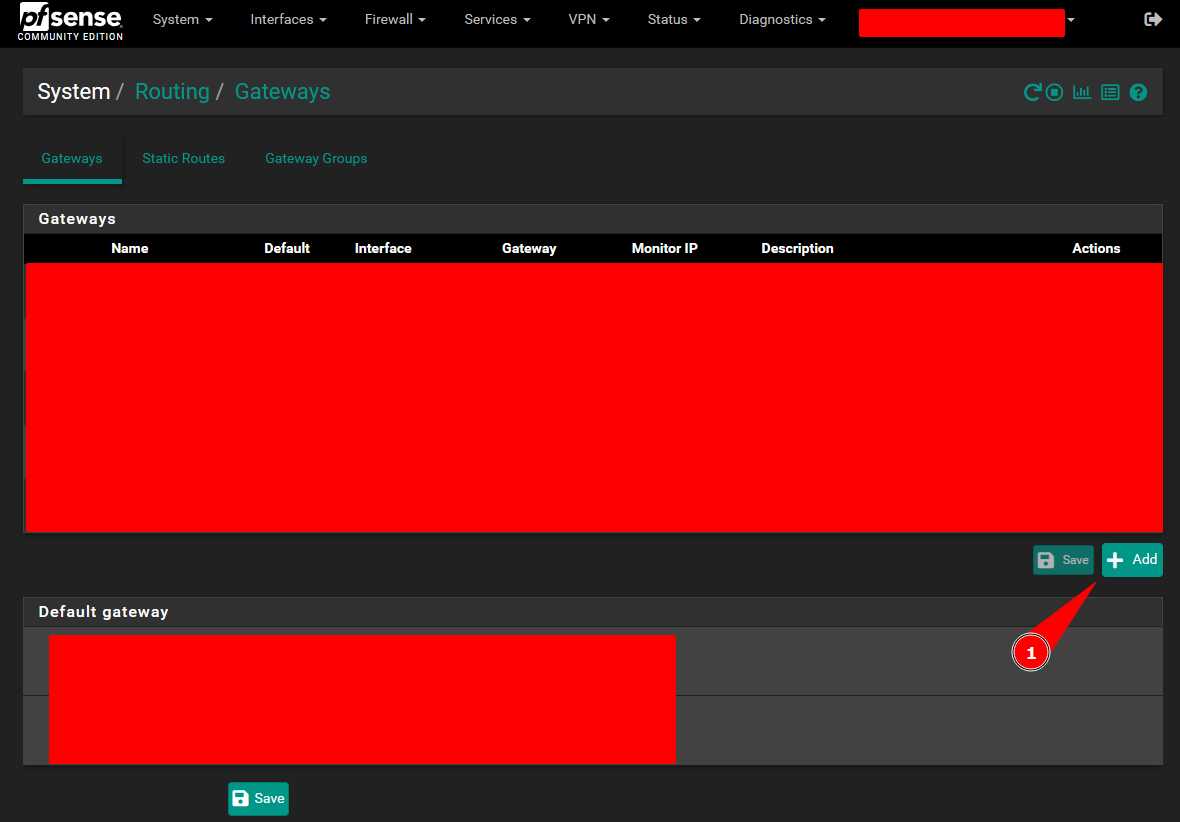 pfsense System Interfaces Firewall Services VPN Status Diagnostics
COMMUNITY EDITION
System / Routing / Gateways
Gateways Static Routes Gateway Groups
Gateways
Name Default Interface Gateway Monitor IP Description Actions
Save Add
Default gateway
1
Save